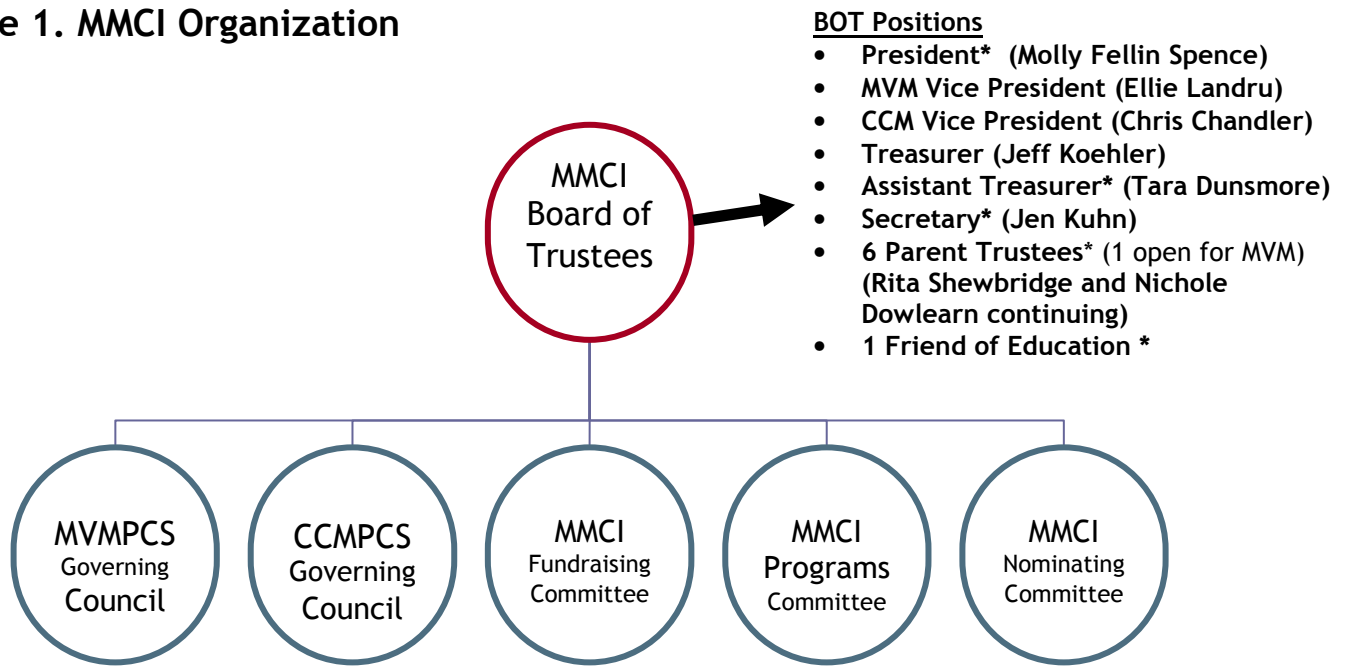 e 1. MMCI Organization
BOT Positions
• President* (Molly Fellin Spence)
• MVM Vice President (Ellie Landru)
• CCM Vice President (Chris Chandler)
• Treasurer (Jeff Koehler)
• Assistant Treasurer* (Tara Dunsmore)
• Secretary* (Jen Kuhn)
• 6 Parent Trustees* (1 open for MVM)
(Rita Shewbridge and Nichole
Dowlearn continuing)
• 1 Friend of Education *
MMCI
Board of
Trustees
MVMPCS
Governing
Council
CCMPCS
Governing
Council
MMCI
Fundraising
Committee
MMCI
Programs
Committee
MMCI
Nominating
Committee